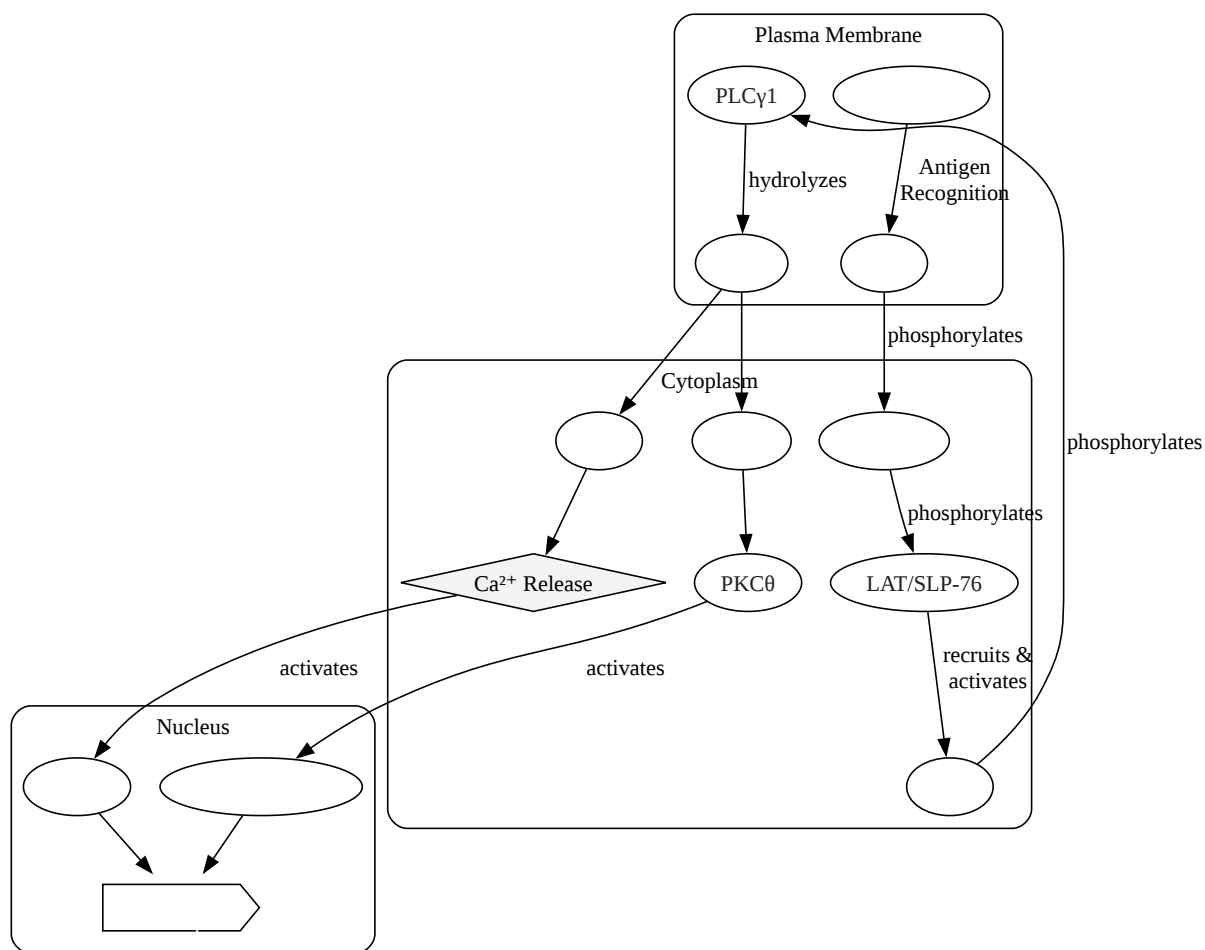 Plasma Membrane
PLCγ1
hydrolyzes
Antigen
Recognition
phosphorylates
Cytoplasm
phosphorylates
phosphorylates
Ca²⁺ Release
PKCθ
LAT/SLP-76
activates
activates
recruits &
activates
Nucleus